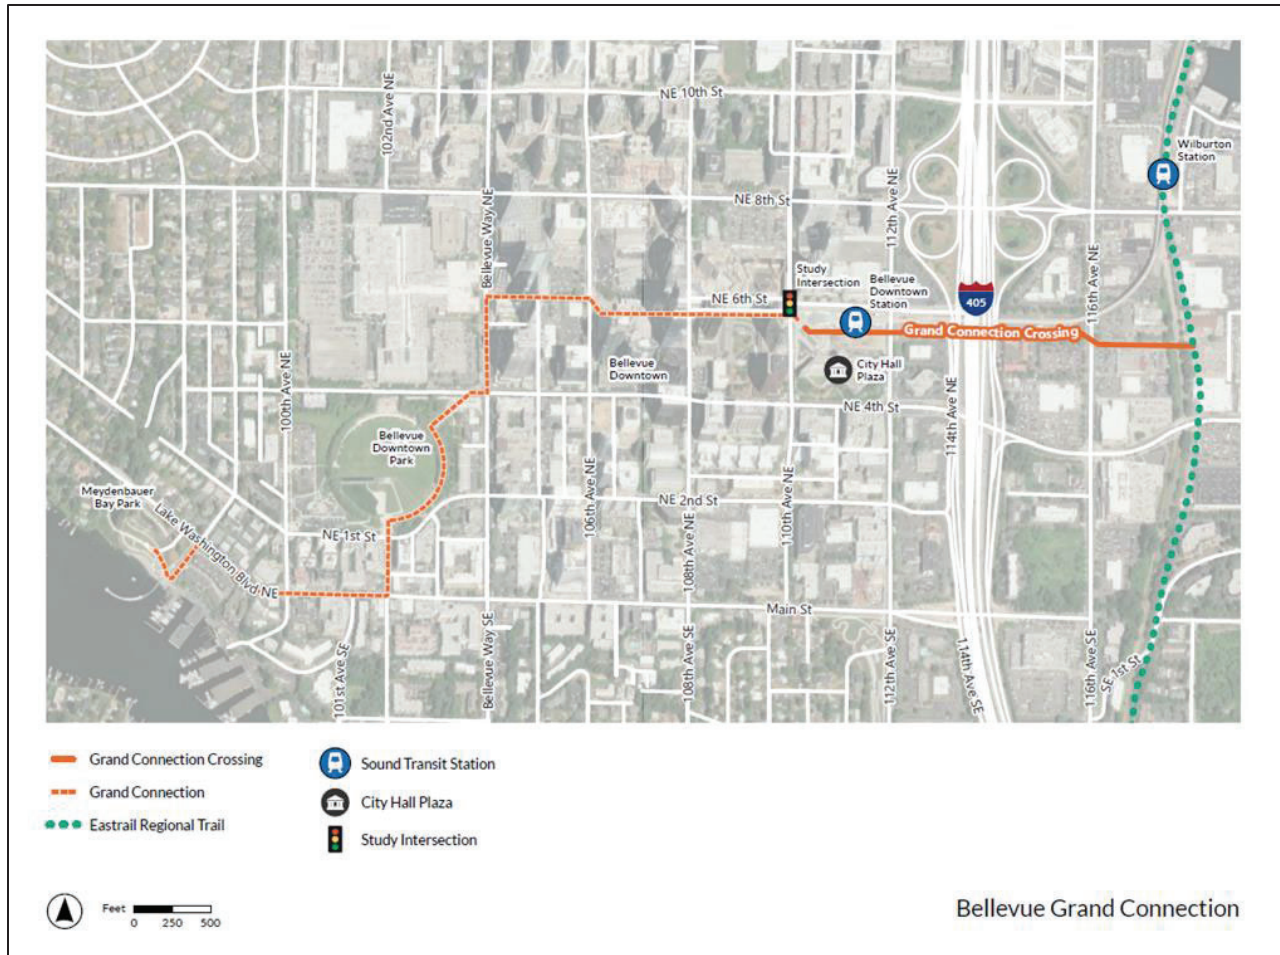 NE 10th St
102nd Ave NE
Wilburton
Station
NE 8th St
Bellevue Way NE
112th Ave NE
116th Ave NE
Study
Intersection
Bellevue
Downtown
Station
NE 6th St
405
Grand Connection Crossing
100th Ave NE
Bellevue
Downtown
City Hall
Plaza
NE 4th St
114th Ave NE
Bellevue
Downtown
Park
Meydenbauer
Bay Park
Lake Washington Blvd NE
NE 1st St
106th Ave NE
NE 2nd St
108th Ave NE
110th Ave NE
Main St
101st Ave SE
Bellevue Way SE
108th Ave SE
112th Ave SE
114th Ave SE
116th Ave SE
SE 1st St
Grand Connection Crossing
Grand Connection
Eastrail Regional Trail
Sound Transit Station
City Hall Plaza
Study Intersection
Feet
0 250 500
Bellevue Grand Connection